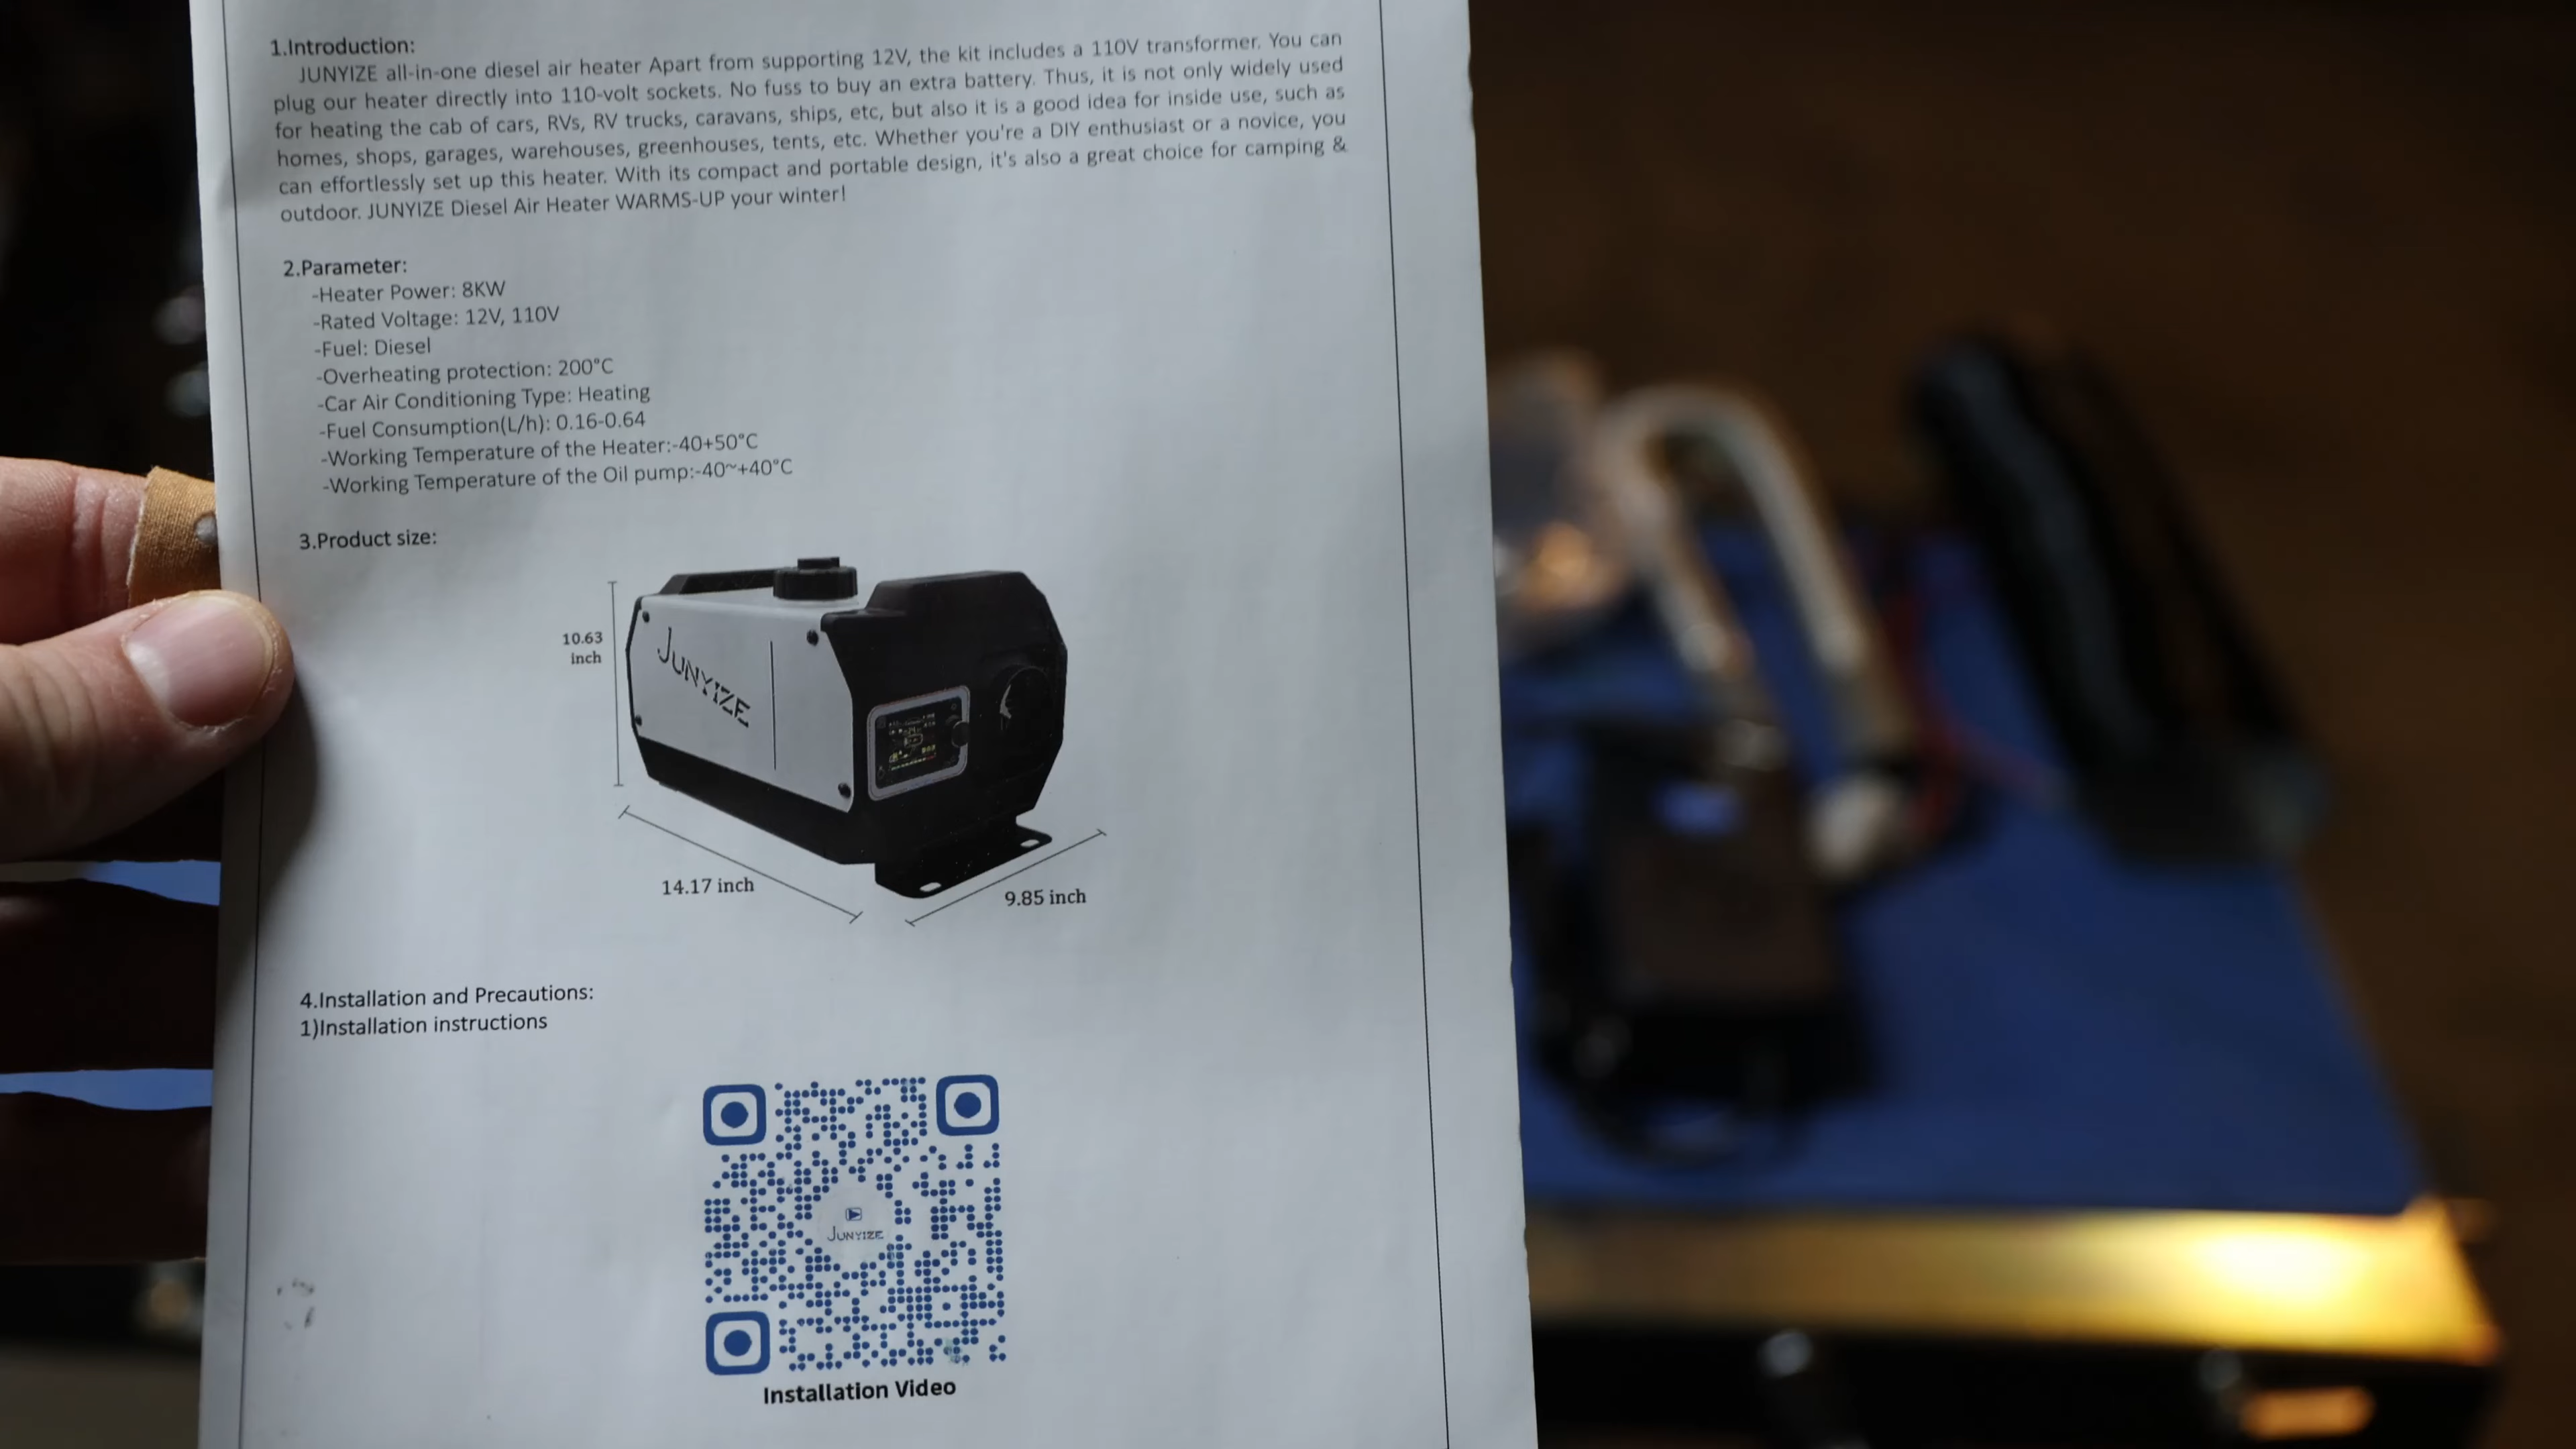 1.Introduction:
JUNYIZE all-in-one diesel air heater Apart from supporting 12V, the kit includes a 110V transformer. You can
plug our heater directly into 110-volt sockets. No fuss to buy an extra battery. Thus, it is not only widely used
for heating the cab of cars, RVs, RV trucks, caravans, ships, etc, but also it is a good idea for inside use, such as
homes, shops, garages, warehouses, greenhouses, tents, etc. Whether you're a DIY enthusiast or a novice, you
can effortlessly set up this heater. With its compact and portable design, it's also a great choice for camping &
outdoor. JUNYIZE Diesel Air Heater WARMS-UP your winter!
2.Parameter:
-Heater Power: 8KW
-Rated Voltage: 12V, 110V
-Fuel: Diesel
-Overheating protection: 200°C
-Car Air Conditioning Type: Heating
-Fuel Consumption(L/h): 0.16-0.64
-Working Temperature of the Heater:-40+50°C
-Working Temperature of the Oil pump:-40~+40°C
3.Product size:
10.63
inch
JUNYIZE
14.17 inch
9.85 inch
4.Installation and Precautions:
1)Installation instructions
JUNYIZE
Installation Video